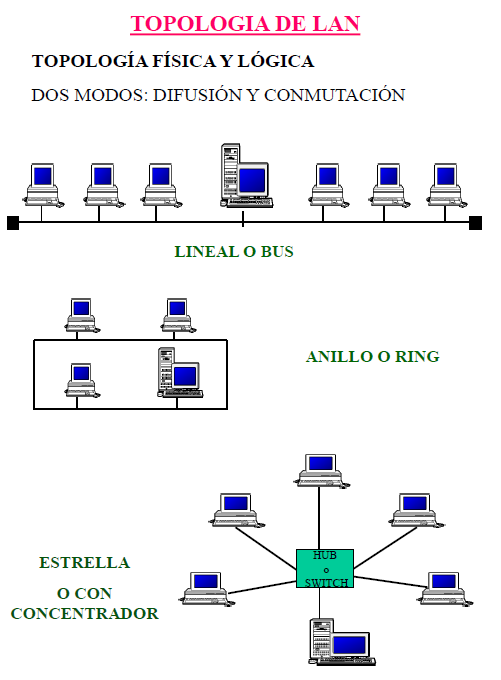 TOPOLOGIA DE LAN
TOPOLOGÍA FÍSICA Y LÓGICA
DOS MODOS: DIFUSIÓN Y CONMUTACIÓN
LINEAL O BUS
ANILLO O RING
ESTRELLA
O CON
CONCENTRADOR
HUB
o
SWITCH